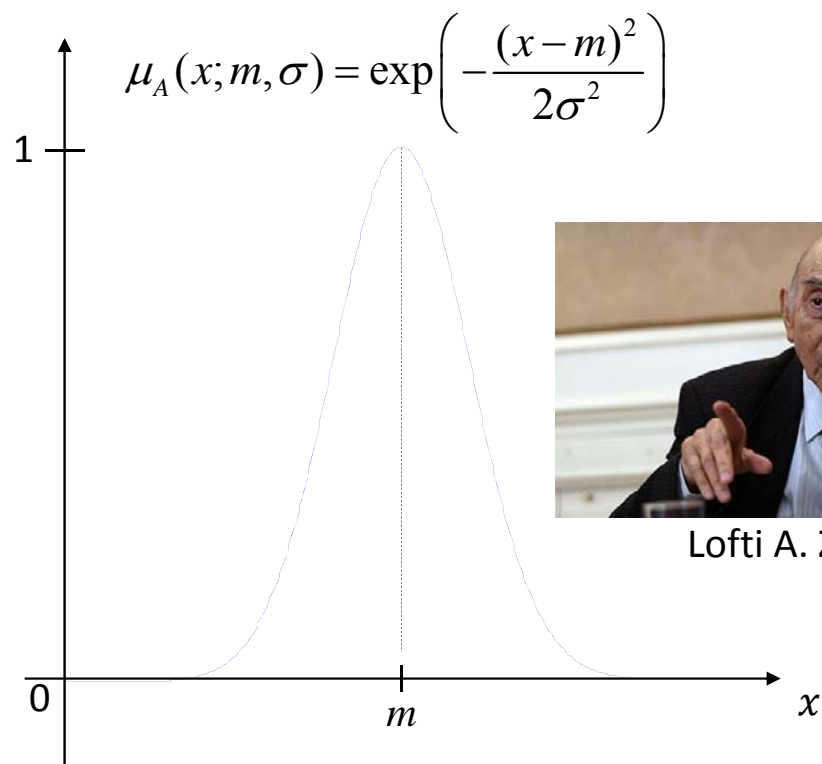 μ_A(x; m, σ) = exp(−(x − m)² / 2σ²)
1
Lofti A.
0
m
x